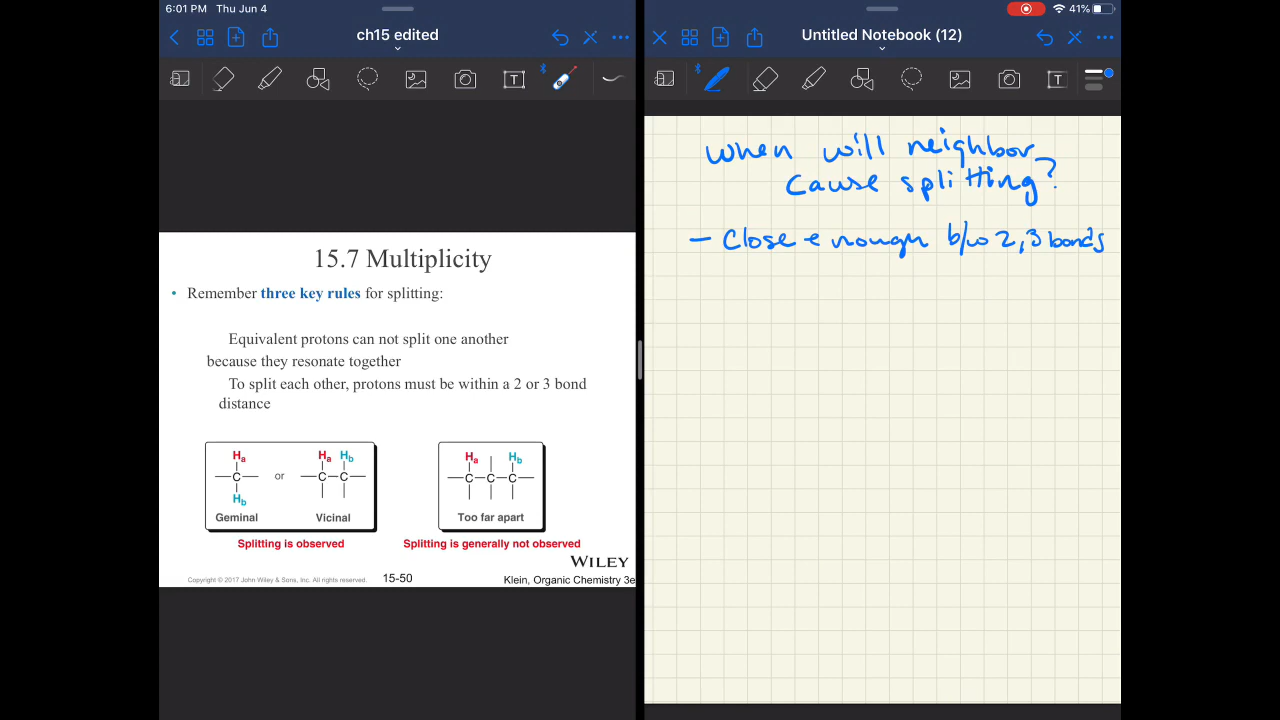 6:01 PM Thu Jun 4
41%
ch15 edited
Untitled Notebook (12)
15.7 Multiplicity
• Remember three key rules for splitting:
Equivalent protons can not split one another
because they resonate together
To split each other, protons must be within a 2 or 3 bond
distance
Ha
C
Hb
Geminal
or
Ha Hb
C C
Vicinal
Splitting is observed
Ha Hb
C C C
Too far apart
Splitting is generally not observed
WILEY
Copyright © 2017 John Wiley & Sons, Inc. All rights reserved.
15-50
Klein, Organic Chemistry 3e
When will neighbor
cause splitting?
- Close enough b/w 2,3 bonds